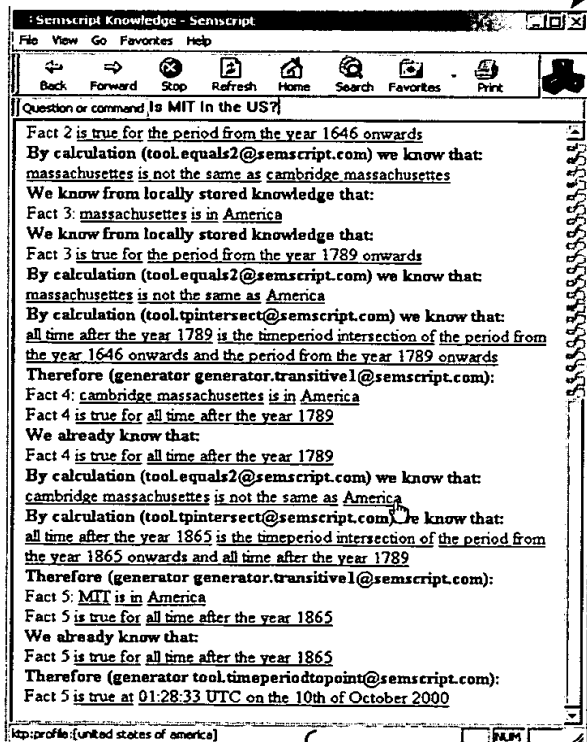 Semscript Knowledge - Semscript
File View Go Favorites Help
Back Forward Stop Refresh Home Search Favorites Print
Question or command Is MIT In the US?
Fact 2 is true for the period from the year 1646 onwards
By calculation (tool.equals2@semscript.com) we know that:
massachusettes is not the same as cambridge massachusettes
We know from locally stored knowledge that:
Fact 3: massachusettes is in America
We know from locally stored knowledge that:
Fact 3 is true for the period from the year 1789 onwards
By calculation (tool.equals2@semscript.com) we know that:
massachusettes is not the same as America
By calculation (tool.tpintersect@semscript.com) we know that:
all time after the year 1789 is the timeperiod intersection of the period from
the year 1646 onwards and the period from the year 1789 onwards
Therefore (generator generator.transitive1@semscript.com):
Fact 4: cambridge massachusettes is in America
Fact 4 is true for all time after the year 1789
We already know that:
Fact 4 is true for all time after the year 1789
By calculation (tool.equals2@semscript.com) we know that:
cambridge massachusettes is not the same as America
By calculation (tool.tpintersect@semscript.com) we know that:
all time after the year 1865 is the timeperiod intersection of the period from
the year 1865 onwards and all time after the year 1789
Therefore (generator generator.transitive1@semscript.com):
Fact 5: MIT is in America
Fact 5 is true for all time after the year 1865
We already know that:
Fact 5 is true for all time after the year 1865
Therefore (generator tool.timeperiodtopoint@semscript.com):
Fact 5 is true at 01:28:33 UTC on the 10th of October 2000
ktp:profile:[united states of america] NUM